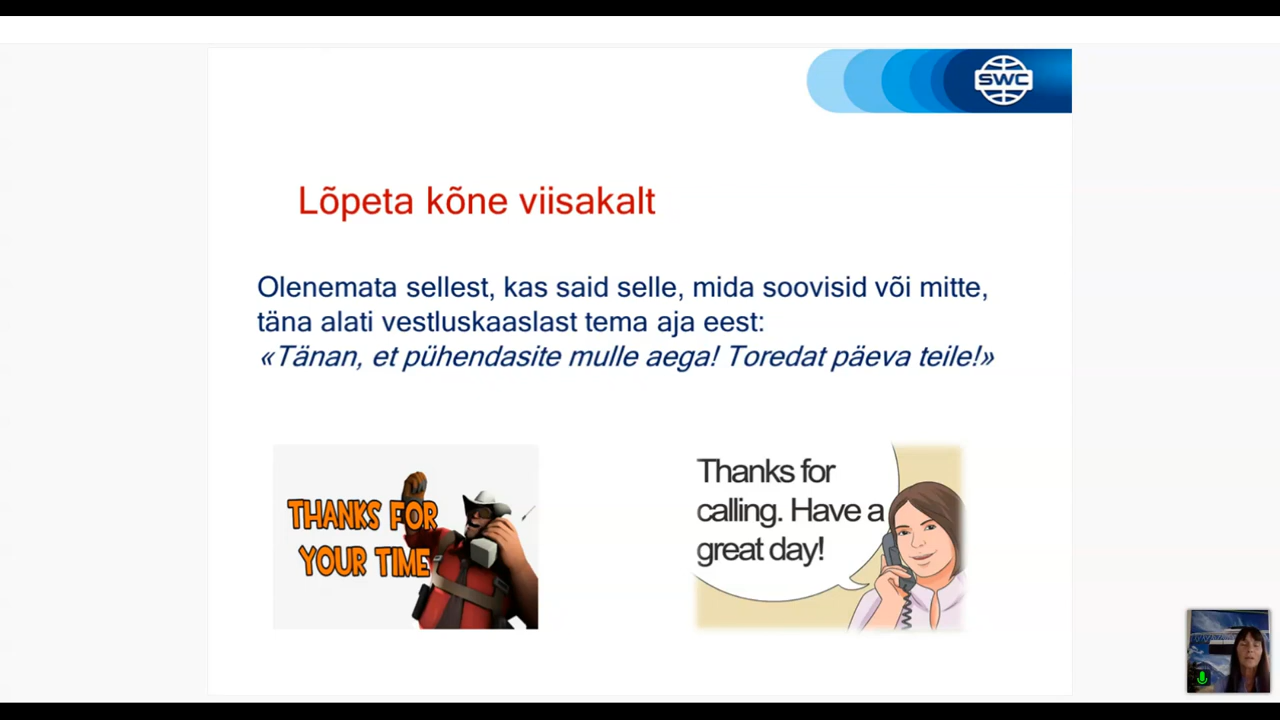 SWC
Lõpeta kõne viisakalt
Olenemata sellest, kas said selle, mida soovisid või mitte,
täna alati vestluskaaslast tema aja eest:
«Tänan, et pühendasite mulle aega! Toredat päeva teile!»
THANKS FOR
YOUR TIME
Thanks for
calling. Have a
great day!